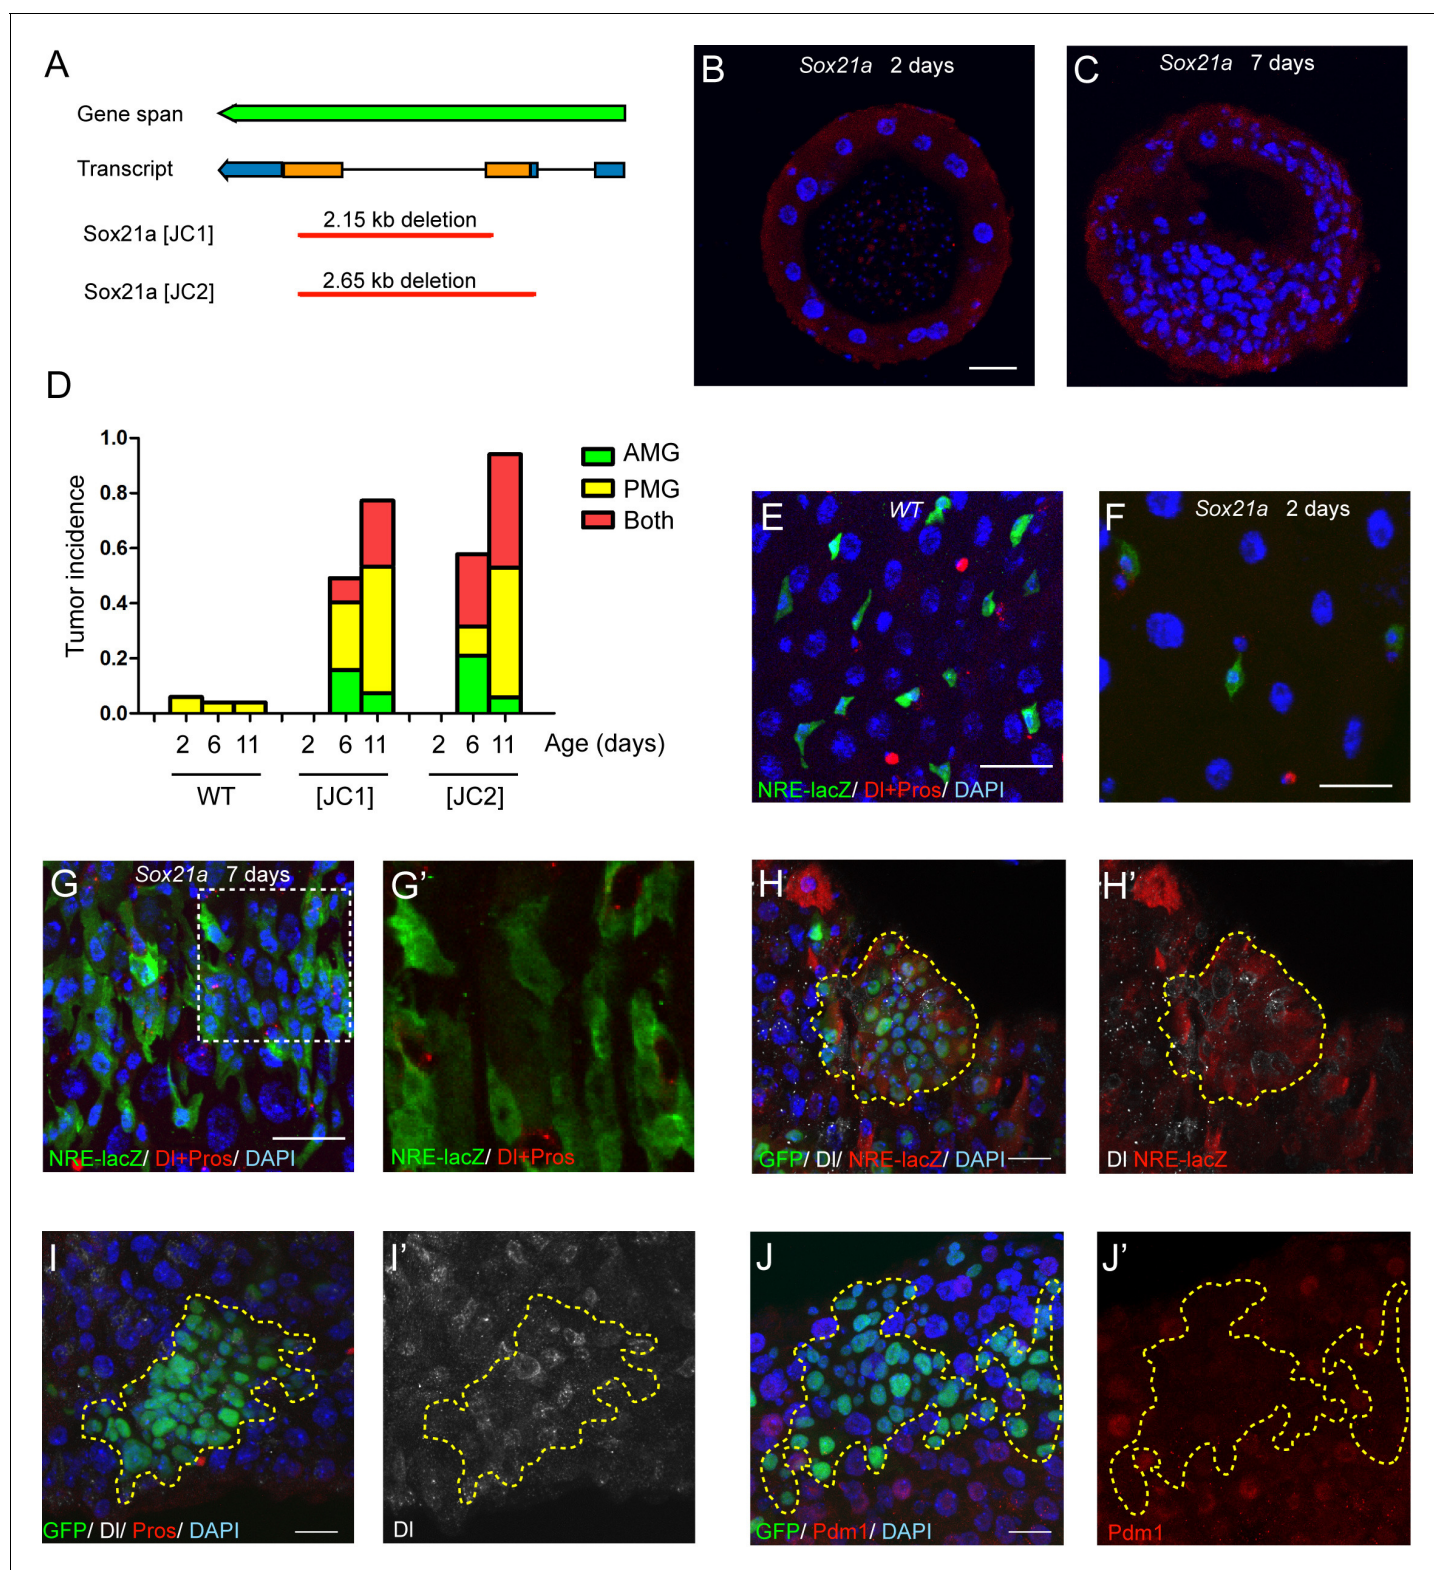 A
Gene span
Transcript
Sox21a [JC1]
2.15 kb deletion
Sox21a [JC2]
2.65 kb deletion
B
Sox21a 2 days
C
Sox21a 7 days
D
Tumor incidence
1.0
0.8
0.6
0.4
0.2
0.0
AMG
PMG
Both
2 6 11 2 6 11 2 6 11 Age (days)
WT [JC1] [JC2]
E
WT
NRE-lacZ/ Dl+Pros/ DAPI
F
Sox21a 2 days
G
Sox21a 7 days
NRE-lacZ/ Dl+Pros/ DAPI
G'
NRE-lacZ/ Dl+Pros
H
GFP/ Dl/ NRE-lacZ/ DAPI
H'
Dl NRE-lacZ
I
GFP/ Dl/ Pros/ DAPI
I'
Dl
J
GFP/ Pdm1/ DAPI
J'
Pdm1